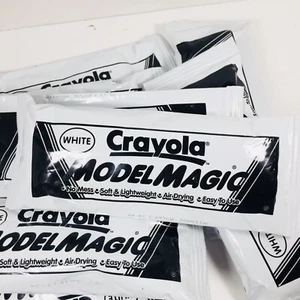 WHITE
Crayola
MODEL MAGIC
• No Mess • Soft & Lightweight • Air-Drying • Easy To Use
Crayola
MODEL MAGIC
Soft & Lightweight • Air-Drying • Easy To Use
WHITE